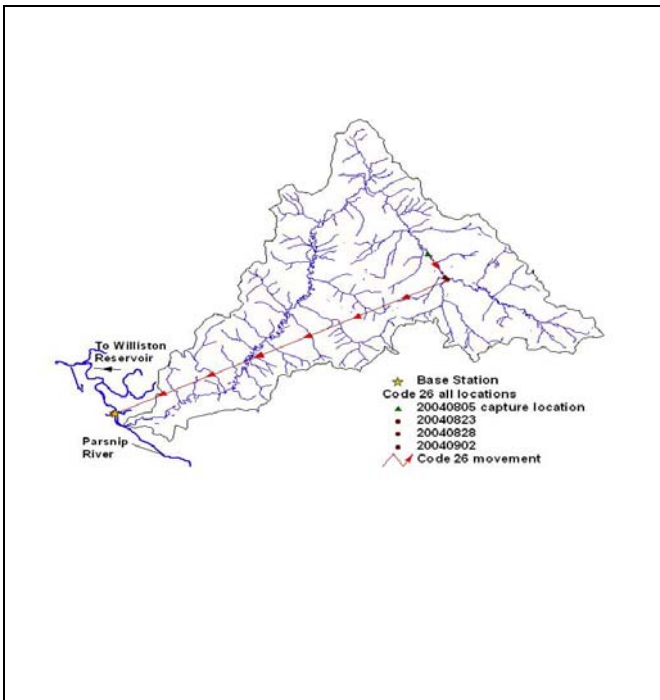 To Williston
Reservoir
Parsnip
River
Base Station
Code 26 all locations
20040805 capture location
20040823
20040828
20040902
Code 26 movement